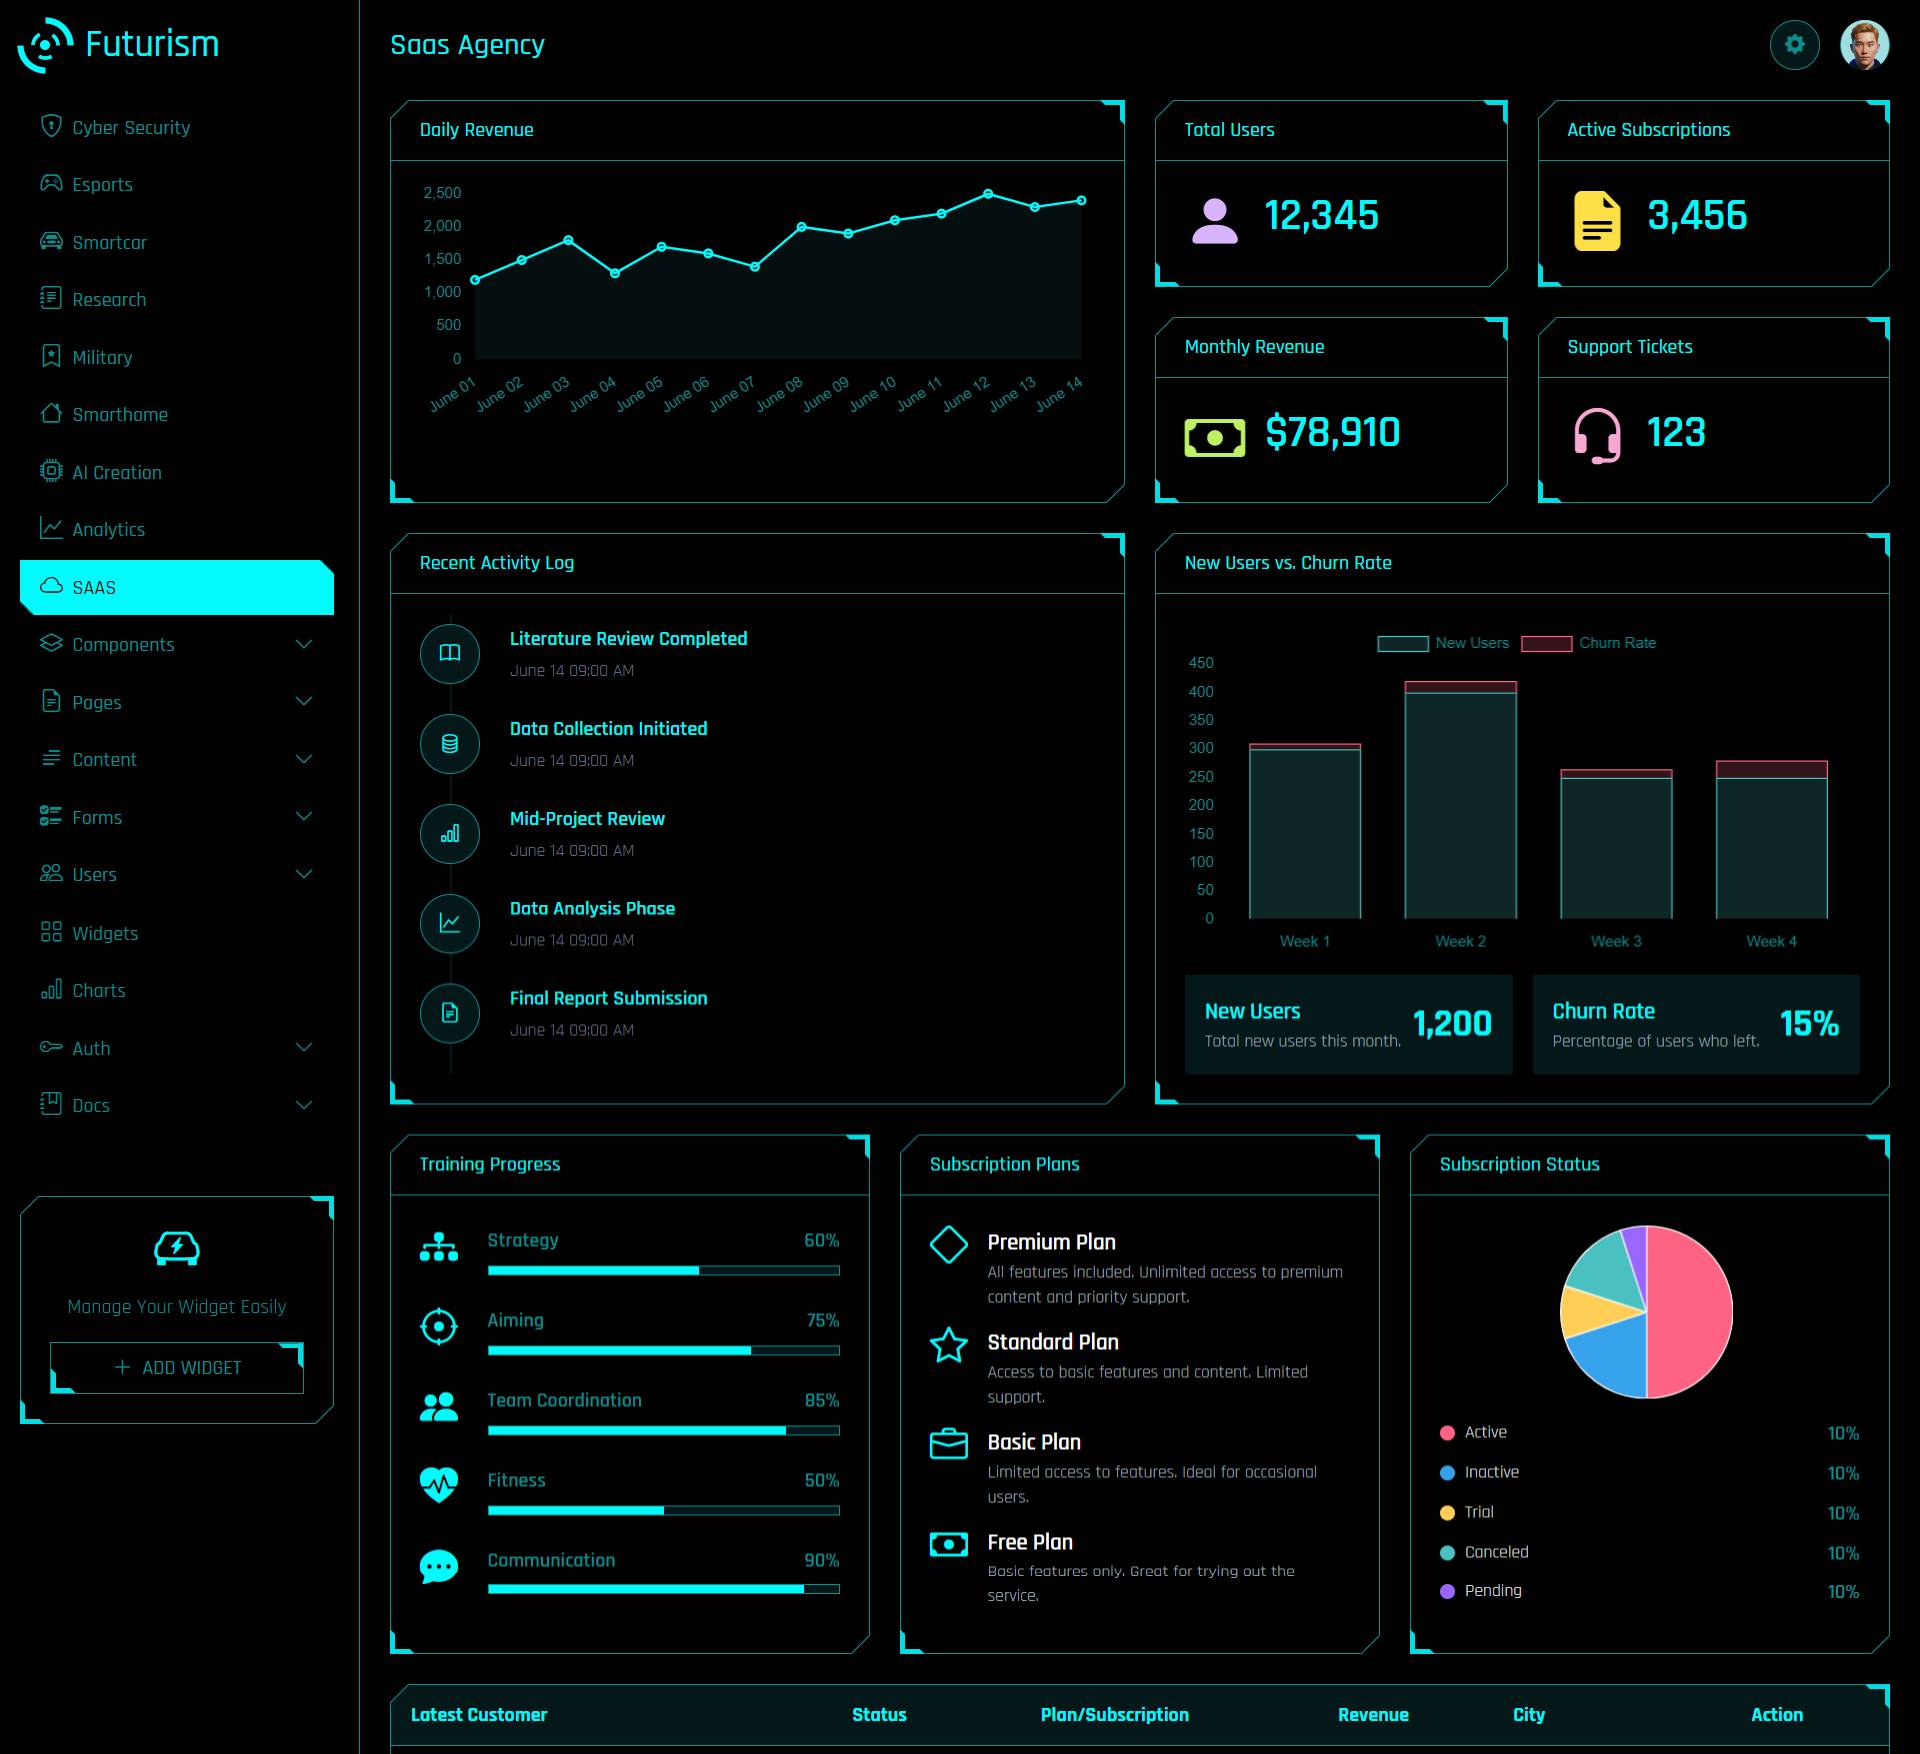 Futurism
Saas Agency
Cyber Security
Esports
Smartcar
Research
Military
Smarthome
AI Creation
Analytics
SAAS
Components
Pages
Content
Forms
Users
Widgets
Charts
Auth
Docs
Manage Your Widget Easily
ADD WIDGET
Daily Revenue
2,500
2,000
1,500
1,000
500
0
June 01 June 02 June 03 June 04 June 05 June 06 June 07 June 08 June 09 June 10 June 11 June 12 June 13 June 14
Total Users
12,345
Active Subscriptions
3,456
Monthly Revenue
$78,910
Support Tickets
123
Recent Activity Log
Literature Review Completed
June 14 09:00 AM
Data Collection Initiated
June 14 09:00 AM
Mid-Project Review
June 14 09:00 AM
Data Analysis Phase
June 14 09:00 AM
Final Report Submission
June 14 09:00 AM
New Users vs. Churn Rate
New Users Churn Rate
450
400
350
300
250
200
150
100
50
0
Week 1 Week 2 Week 3 Week 4
New Users
Total new users this month.
1,200
Churn Rate
Percentage of users who left.
15%
Training Progress
Strategy 60%
Aiming 75%
Team Coordination 85%
Fitness 50%
Communication 90%
Subscription Plans
Premium Plan
All features included. Unlimited access to premium
content and priority support.
Standard Plan
Access to basic features and content. Limited
support.
Basic Plan
Limited access to features. Ideal for occasional
users.
Free Plan
Basic features only. Great for trying out the
service.
Subscription Status
Active 10%
Inactive 10%
Trial 10%
Canceled 10%
Pending 10%
Latest Customer Status Plan/Subscription Revenue City Action